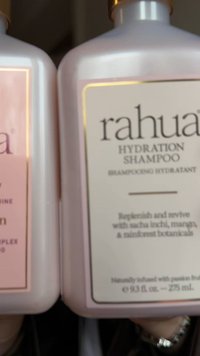 rahua
HYDRATION
SHAMPOO
SHAMPOOING HYDRATANT
Replenish and revive
with sacha inchi, mango,
& rainforest botanicals
Naturally infused with passion fruit
℮ 9.3 fl. oz. – 275 ml.